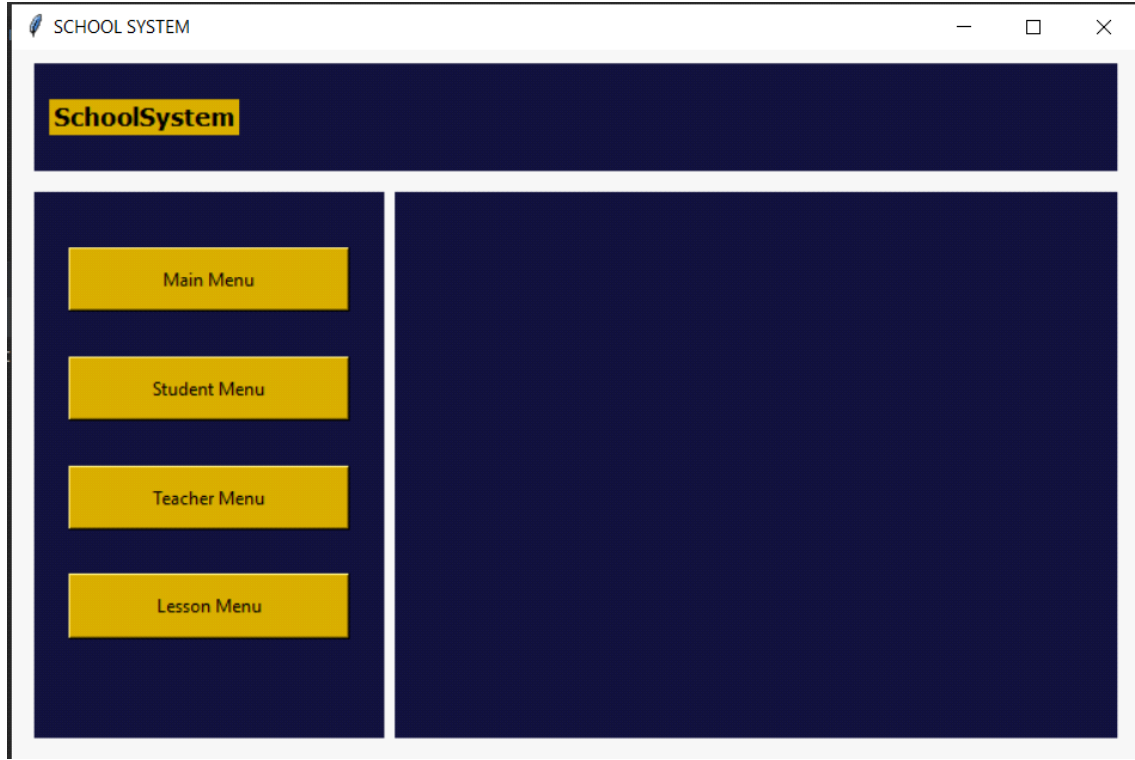 SCHOOL SYSTEM
SchoolSystem
Main Menu
Student Menu
Teacher Menu
Lesson Menu